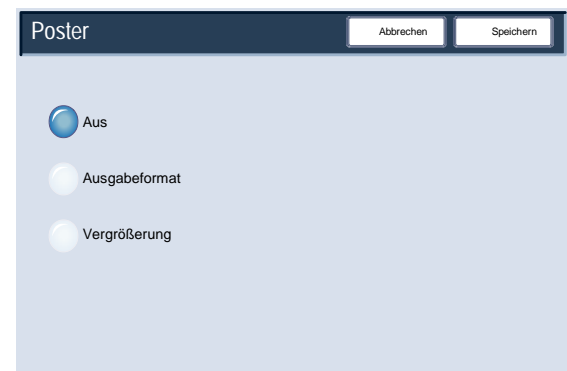 Poster
Abbrechen
Speichern
Aus
Ausgabeformat
Vergrößerung